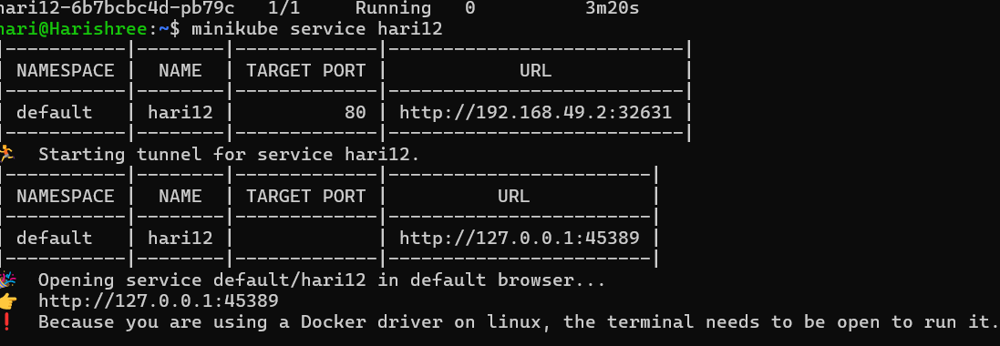 hari12-6b7bcbc4d-pb79c   1/1     Running   0          3m20s
hari@Harishree:~$ minikube service hari12
|-----------|--------|-------------|---------------------------|
| NAMESPACE |  NAME  | TARGET PORT |            URL            |
|-----------|--------|-------------|---------------------------|
| default   | hari12 |          80 | http://192.168.49.2:32631 |
|-----------|--------|-------------|---------------------------|
🏃  Starting tunnel for service hari12.
|-----------|--------|-------------|------------------------|
| NAMESPACE |  NAME  | TARGET PORT |          URL           |
|-----------|--------|-------------|------------------------|
| default   | hari12 |             | http://127.0.0.1:45389 |
|-----------|--------|-------------|------------------------|
🎉  Opening service default/hari12 in default browser...
👉  http://127.0.0.1:45389
❗  Because you are using a Docker driver on linux, the terminal needs to be open to run it.